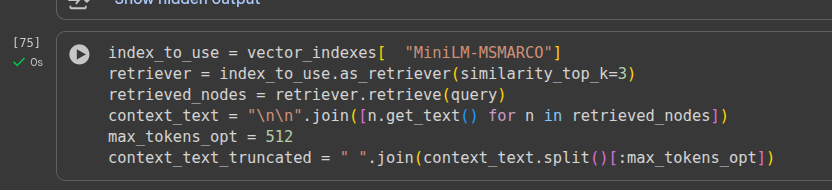 Show hidden output
[75]
0s
index_to_use = vector_indexes[  "MiniLM-MSMARCO"]
retriever = index_to_use.as_retriever(similarity_top_k=3)
retrieved_nodes = retriever.retrieve(query)
context_text = "\n\n".join([n.get_text() for n in retrieved_nodes])
max_tokens_opt = 512
context_text_truncated = " ".join(context_text.split()[:max_tokens_opt])